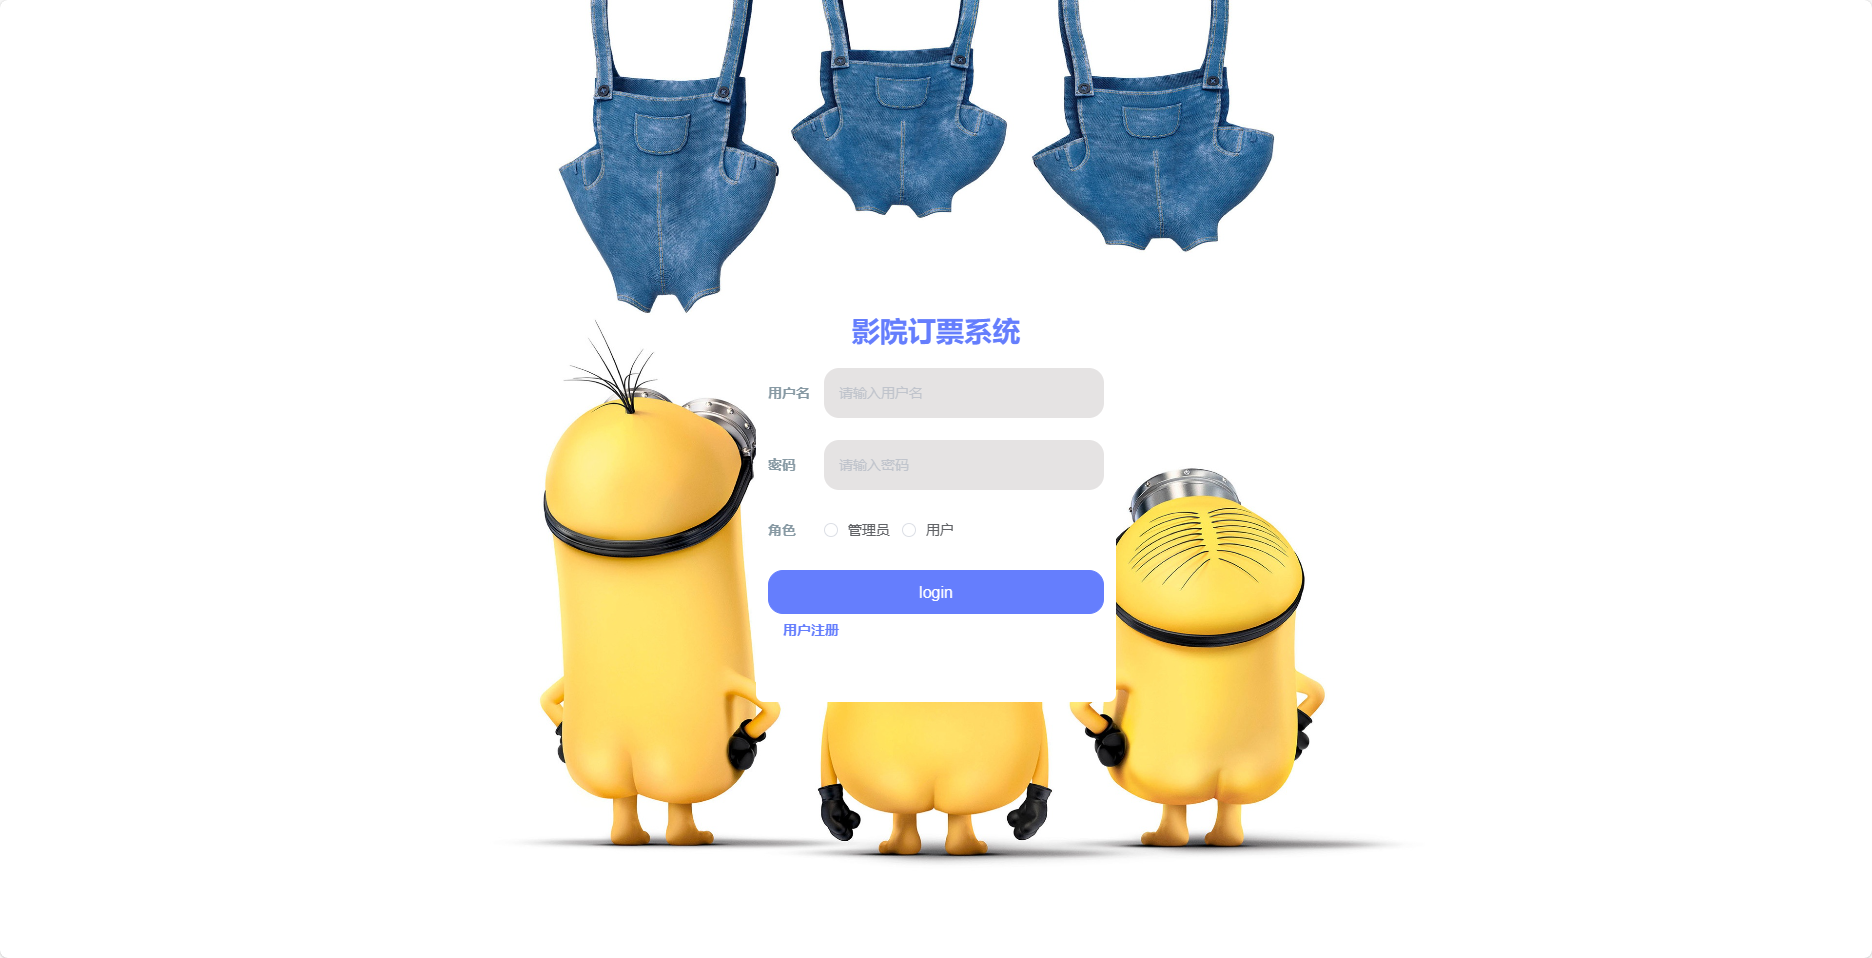 影院订票系统
用户名 请输入用户名
密码 请输入密码
角色 管理员 用户
login
用户注册